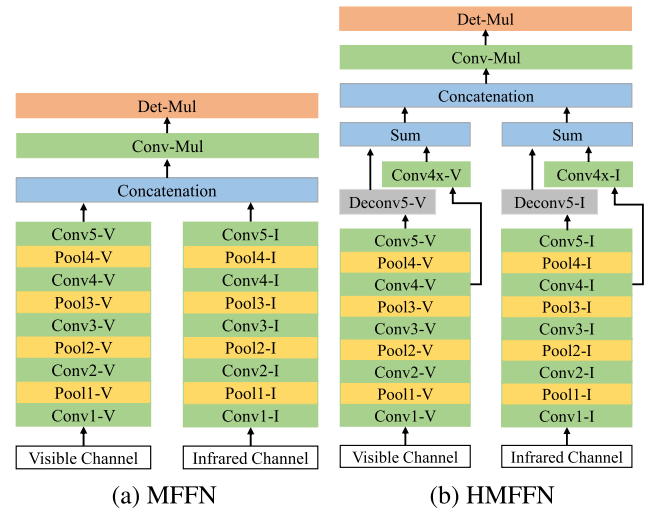 Det-Mul
Conv-Mul
Concatenation
Conv5-V
Pool4-V
Conv4-V
Pool3-V
Conv3-V
Pool2-V
Conv2-V
Pool1-V
Conv1-V
Visible Channel
Conv5-I
Pool4-I
Conv4-I
Pool3-I
Conv3-I
Pool2-I
Conv2-I
Pool1-I
Conv1-I
Infrared Channel
(a) MFFN
Det-Mul
Conv-Mul
Concatenation
Sum
Conv4x-V
Deconv5-V
Conv5-V
Pool4-V
Conv4-V
Pool3-V
Conv3-V
Pool2-V
Conv2-V
Pool1-V
Conv1-V
Visible Channel
Sum
Conv4x-I
Deconv5-I
Conv5-I
Pool4-I
Conv4-I
Pool3-I
Conv3-I
Pool2-I
Conv2-I
Pool1-I
Conv1-I
Infrared Channel
(b) HMFFN